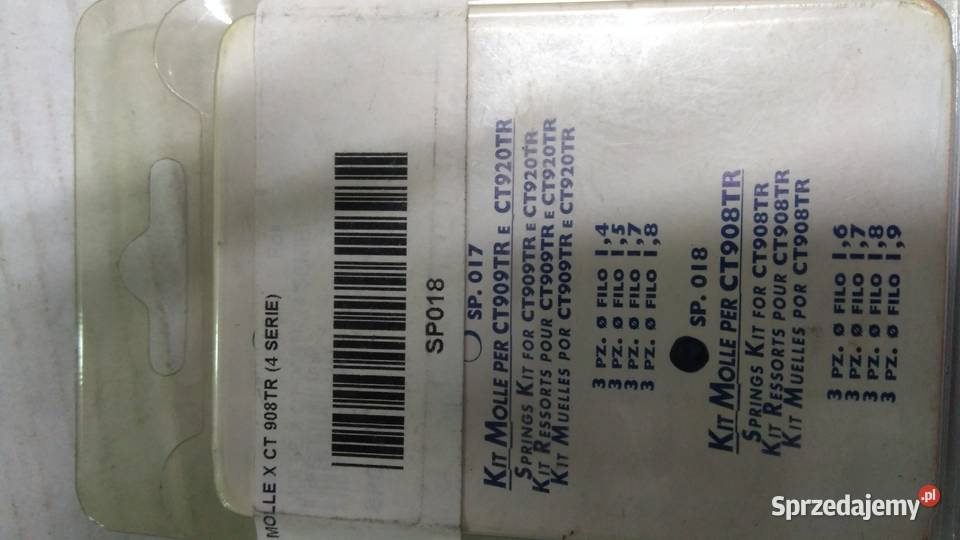 MOLLE X CT 908TR (4 SERIE)
SP018
SP. 017
KIT MOLLE PER CT909TR E CT920TR
SPRINGS KIT FOR CT909TR E CT920TR
KIT RESSORTS POUR CT909TR E CT920TR
KIT MUELLES POR CT909TR E CT920TR
3 PZ. Ø FILO 1,4
3 PZ. Ø FILO 1,5
3 PZ. Ø FILO 1,7
3 PZ. Ø FILO 1,8
SP. 018
KIT MOLLE PER CT908TR
SPRINGS KIT FOR CT908TR
KIT RESSORTS POUR CT908TR
KIT MUELLES POR CT908TR
3 PZ. Ø FILO 1,6
3 PZ. Ø FILO 1,7
3 PZ. Ø FILO 1,8
3 PZ. Ø FILO 1,9
Sprzedajemy.pl